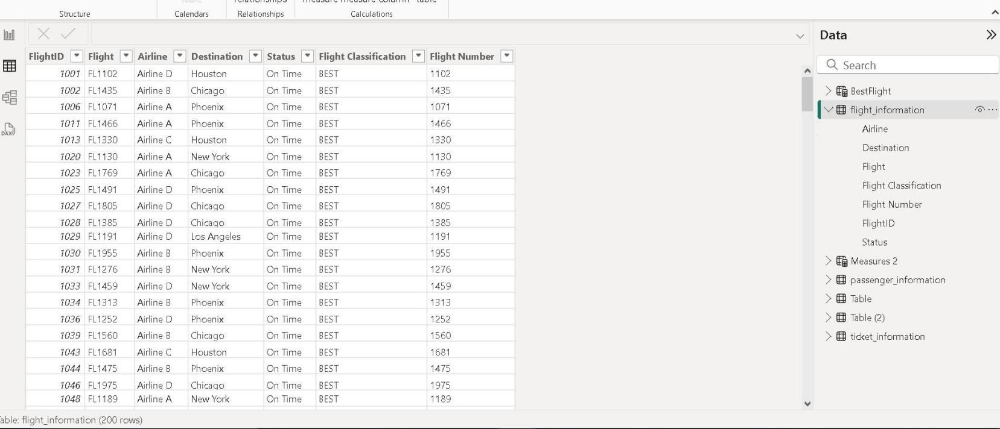 Structure
Calendars
Relationships
Calculations
FlightID Flight Airline Destination Status Flight Classification Flight Number
1001 FL1102 Airline D Houston On Time BEST 1102
1002 FL1435 Airline B Chicago On Time BEST 1435
1006 FL1071 Airline A Phoenix On Time BEST 1071
1011 FL1466 Airline A Phoenix On Time BEST 1466
1013 FL1330 Airline C Houston On Time BEST 1330
1020 FL1130 Airline A New York On Time BEST 1130
1023 FL1769 Airline A Chicago On Time BEST 1769
1025 FL1491 Airline D Phoenix On Time BEST 1491
1027 FL1805 Airline D Chicago On Time BEST 1805
1028 FL1385 Airline D Chicago On Time BEST 1385
1029 FL1191 Airline D Los Angeles On Time BEST 1191
1030 FL1955 Airline B Phoenix On Time BEST 1955
1031 FL1276 Airline B New York On Time BEST 1276
1033 FL1459 Airline D New York On Time BEST 1459
1034 FL1313 Airline B Phoenix On Time BEST 1313
1036 FL1252 Airline D Phoenix On Time BEST 1252
1039 FL1560 Airline B Chicago On Time BEST 1560
1043 FL1681 Airline C Houston On Time BEST 1681
1044 FL1475 Airline B Phoenix On Time BEST 1475
1046 FL1975 Airline D Chicago On Time BEST 1975
1048 FL1189 Airline A New York On Time BEST 1189
able: flight_information (200 rows)
DAX
Data
Search
BestFlight
flight_information
Airline
Destination
Flight
Flight Classification
Flight Number
FlightID
Status
Measures 2
passenger_information
Table
Table (2)
ticket_information